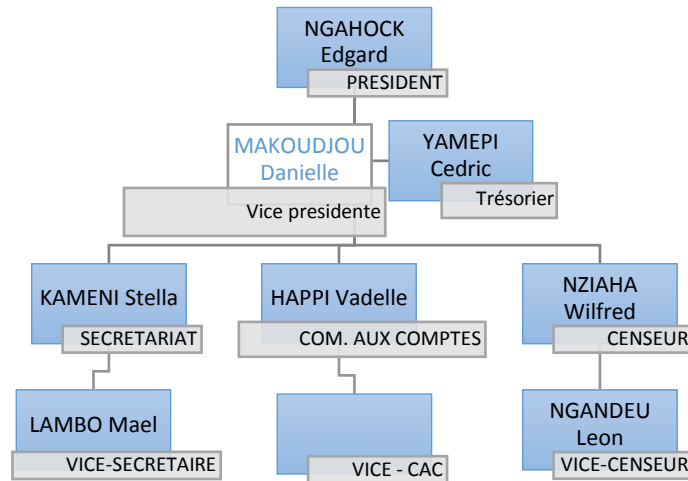 NGAHOCK
Edgard
PRESIDENT
MAKOUDJOU
Danielle
Vice presidente
YAMEPI
Cedric
Trésorier
KAMENI Stella
SECRETARIAT
HAPPI Vadelle
COM. AUX COMPTES
NZIAHA
Wilfred
CENSEUR
LAMBO Mael
VICE-SECRETAIRE
VICE - CAC
NGANDEU
Leon
VICE-CENSEUR